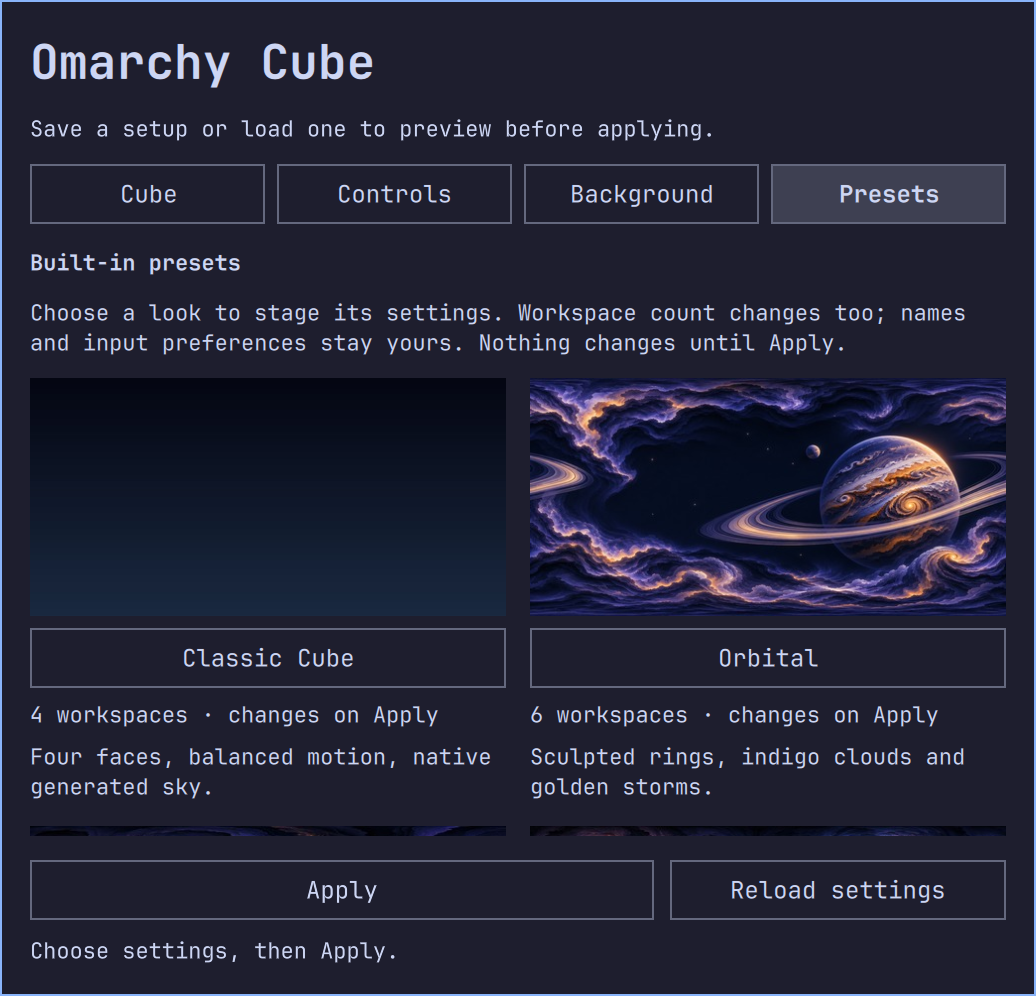 Omarchy Cube
Save a setup or load one to preview before applying.
Cube
Controls
Background
Presets
Built-in presets
Choose a look to stage its settings. Workspace count changes too; names
and input preferences stay yours. Nothing changes until Apply.
Classic Cube
4 workspaces · changes on Apply
Four faces, balanced motion, native
generated sky.
Orbital
6 workspaces · changes on Apply
Sculpted rings, indigo clouds and
golden storms.
Apply
Reload settings
Choose settings, then Apply.